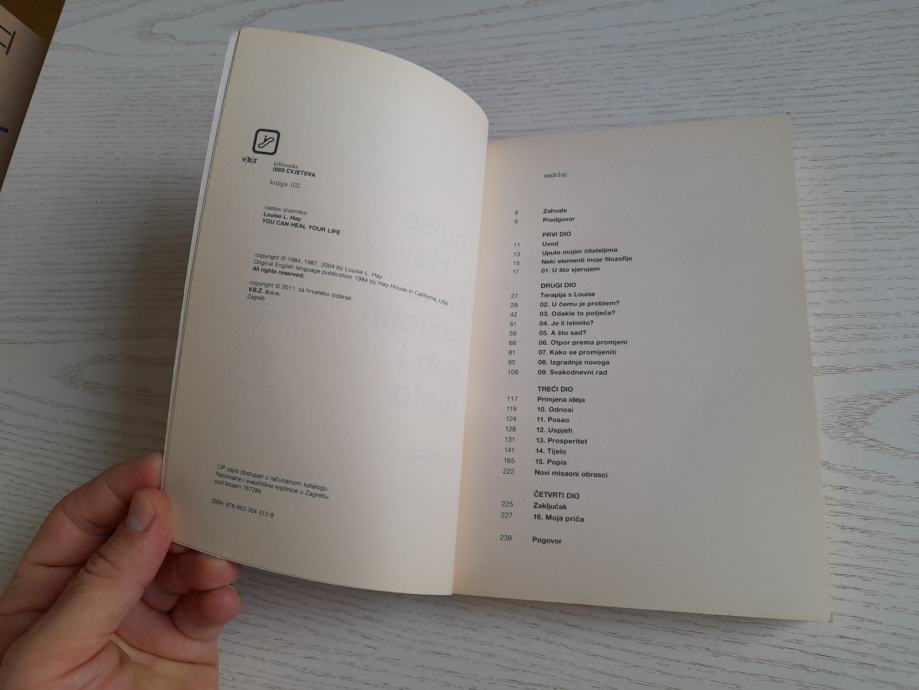 v|b|z
biblioteka
1000 CVJETOVA
knjiga 102
naslov izvornika:
Louise L. Hay
YOU CAN HEAL YOUR LIFE
copyright © 1984, 1987, 2004 by Louise L. Hay
Original English language publication 1984 by Hay House in California, USA
All rights reserved.
copyright © 2011. za hrvatsko izdanje:
V.B.Z. d.o.o.
Zagreb
CIP zapis dostupan u računalnom katalogu
Nacionalne i sveučilišne knjižnice u Zagrebu
pod brojem 767284.
ISBN: 978-953-304-312-8
sadržaj:
8 Zahvale
9 Predgovor
PRVI DIO
11 Uvod
13 Upute mojim čitateljima
15 Neki elementi moje filozofije
17 01. U što vjerujem
DRUGI DIO
27 Terapija s Louise
29 02. U čemu je problem?
42 03. Odakle to potječe?
51 04. Je li istinito?
59 05. A što sad?
66 06. Otpor prema promjeni
81 07. Kako se promijeniti
95 08. Izgradnja novoga
106 09. Svakodnevni rad
TREĆI DIO
117 Primjena ideja
119 10. Odnosi
124 11. Posao
128 12. Uspjeh
131 13. Prosperitet
141 14. Tijelo
165 15. Popis
222 Novi misaoni obrasci
ČETVRTI DIO
225 Zaključak
227 16. Moja priča
239 Pogovor